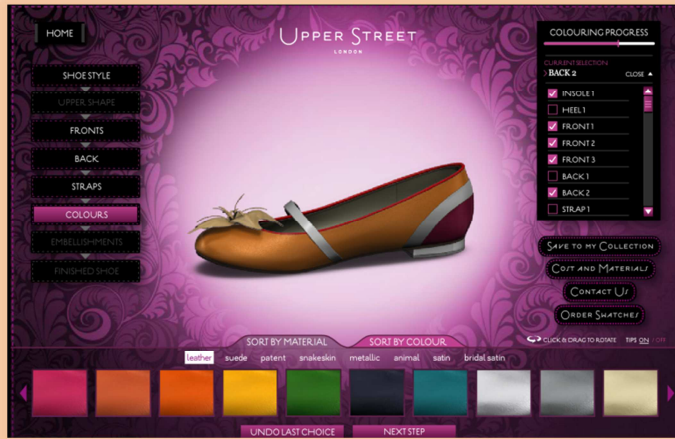 HOME
UPPER STREET
LONDON
COLOURING PROGRESS
CURRENT SELECTION
BACK 2
CLOSE
INSOLE 1
HEEL 1
FRONT 1
FRONT 2
FRONT 3
BACK 1
BACK 2
STRAP 1
SHOE STYLE
UPPER SHAPE
FRONTS
BACK
STRAPS
COLOURS
EMBELLISHMENTS
FINISHED SHOE
SAVE TO MY COLLECTION
COST AND MATERIALS
CONTACT US
ORDER SWATCHES
CLICK & DRAG TO ROTATE TIPS ON / OFF
SORT BY MATERIAL SORT BY COLOUR
leather suede patent snakeskin metallic animal satin bridal satin
UNDO LAST CHOICE NEXT STEP